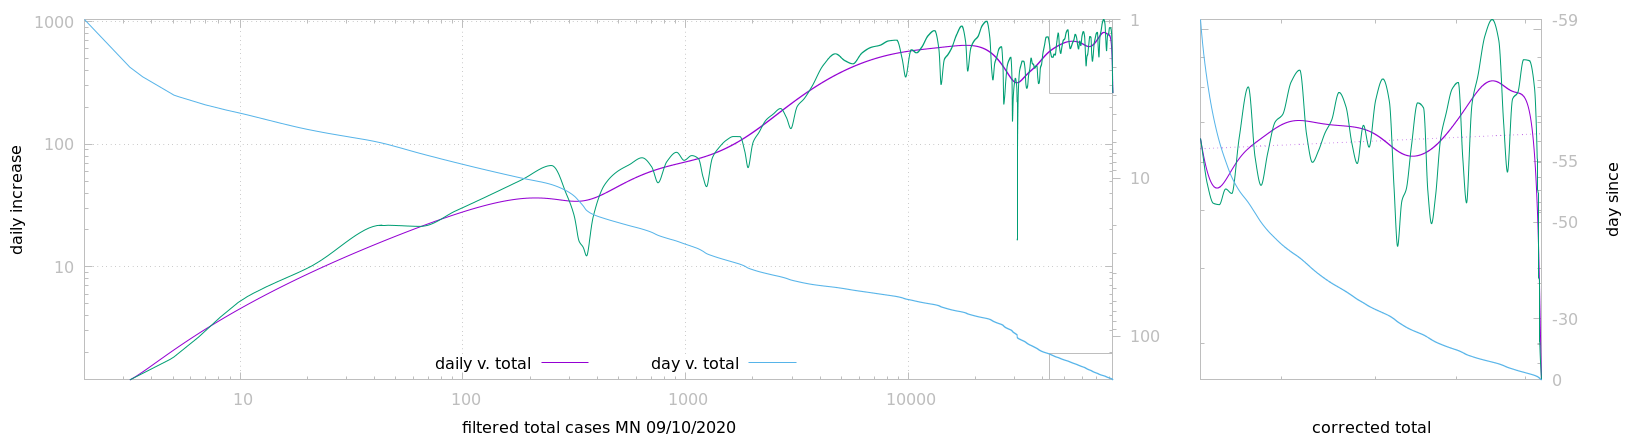 1000
100
10
daily increase
10
100
1000
10000
filtered total cases MN 09/10/2020
daily v. total
day v. total
1
10
100
-59
-55
-50
-30
0
day since
corrected total